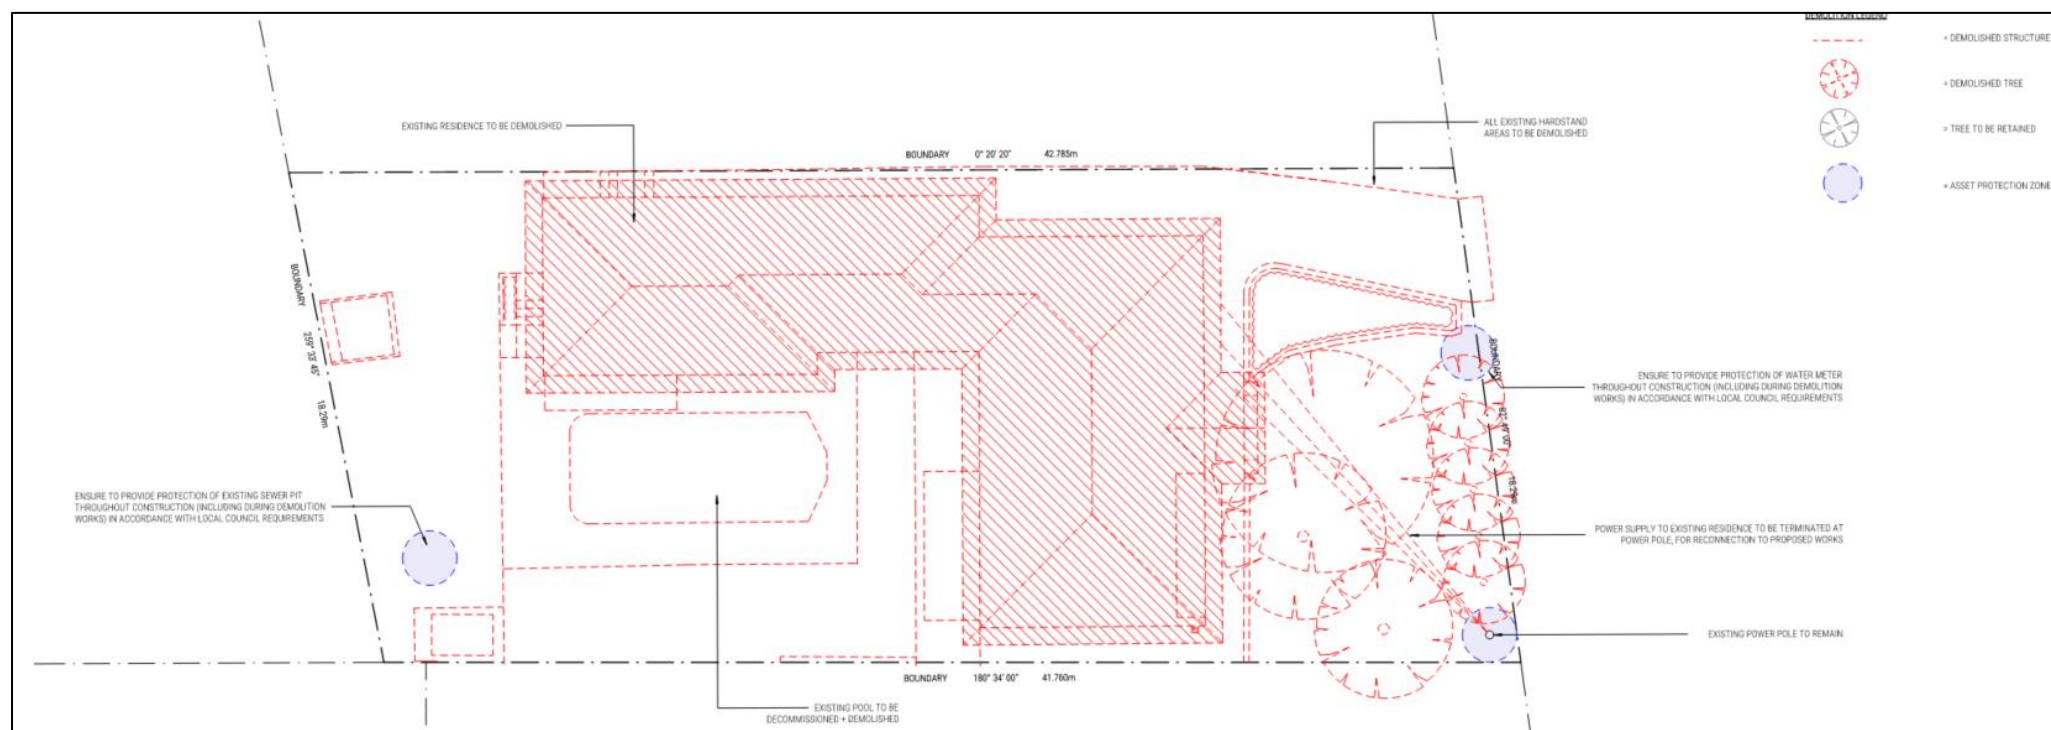 DEMOLITION LEGEND
= DEMOLISHED STRUCTURE
= DEMOLISHED TREE
= TREE TO BE RETAINED
= ASSET PROTECTION ZONE
EXISTING RESIDENCE TO BE DEMOLISHED
ALL EXISTING HARDSTAND
AREAS TO BE DEMOLISHED
BOUNDARY 0° 20' 20" 42.785m
BOUNDARY 259° 33' 45" 18.29m
BOUNDARY 82° 49' 00" 18.29m
ENSURE TO PROVIDE PROTECTION OF WATER METER
THROUGHOUT CONSTRUCTION (INCLUDING DURING DEMOLITION
WORKS) IN ACCORDANCE WITH LOCAL COUNCIL REQUIREMENTS
ENSURE TO PROVIDE PROTECTION OF EXISTING SEWER PIT
THROUGHOUT CONSTRUCTION (INCLUDING DURING DEMOLITION
WORKS) IN ACCORDANCE WITH LOCAL COUNCIL REQUIREMENTS
POWER SUPPLY TO EXISTING RESIDENCE TO BE TERMINATED AT
POWER POLE, FOR RECONNECTION TO PROPOSED WORKS
EXISTING POWER POLE TO REMAIN
BOUNDARY 180° 34' 00" 41.760m
EXISTING POOL TO BE
DECOMMISSIONED + DEMOLISHED